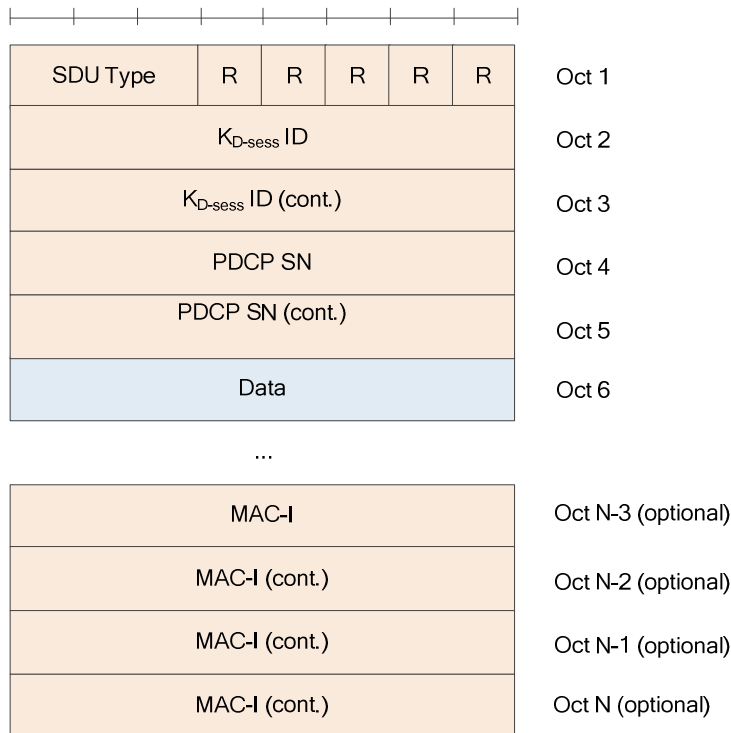 SDU Type R R R R R Oct 1
K_D-sess ID Oct 2
K_D-sess ID (cont.) Oct 3
PDCP SN Oct 4
PDCP SN (cont.) Oct 5
Data Oct 6
...
MAC-I Oct N-3 (optional)
MAC-I (cont.) Oct N-2 (optional)
MAC-I (cont.) Oct N-1 (optional)
MAC-I (cont.) Oct N (optional)